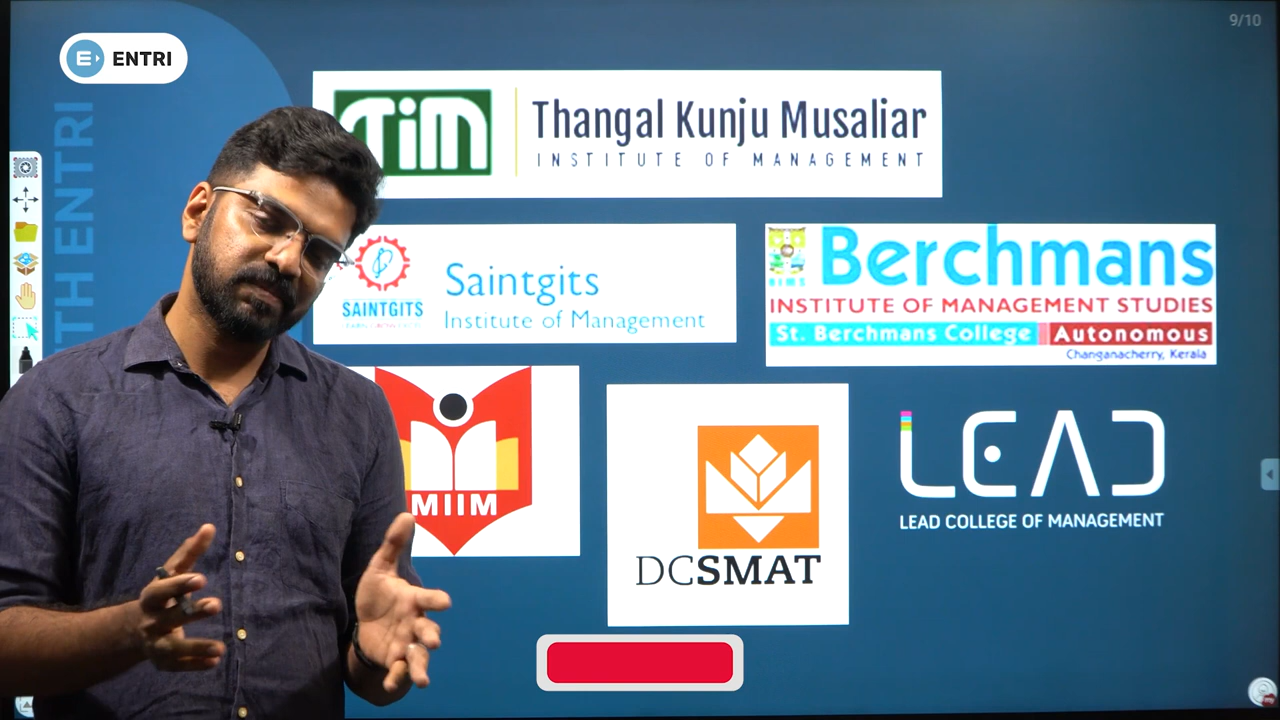 9/10
ENTRI
TH ENTRI
TiM
Thangal Kunju Musaliar
INSTITUTE OF MANAGEMENT
SAINTGITS
Saintgits
Institute of Management
Berchmans
INSTITUTE OF MANAGEMENT STUDIES
St. Berchmans College Autonomous
Changanacherry, Kerala
MIIM
DCSMAT
LEAD
LEAD COLLEGE OF MANAGEMENT